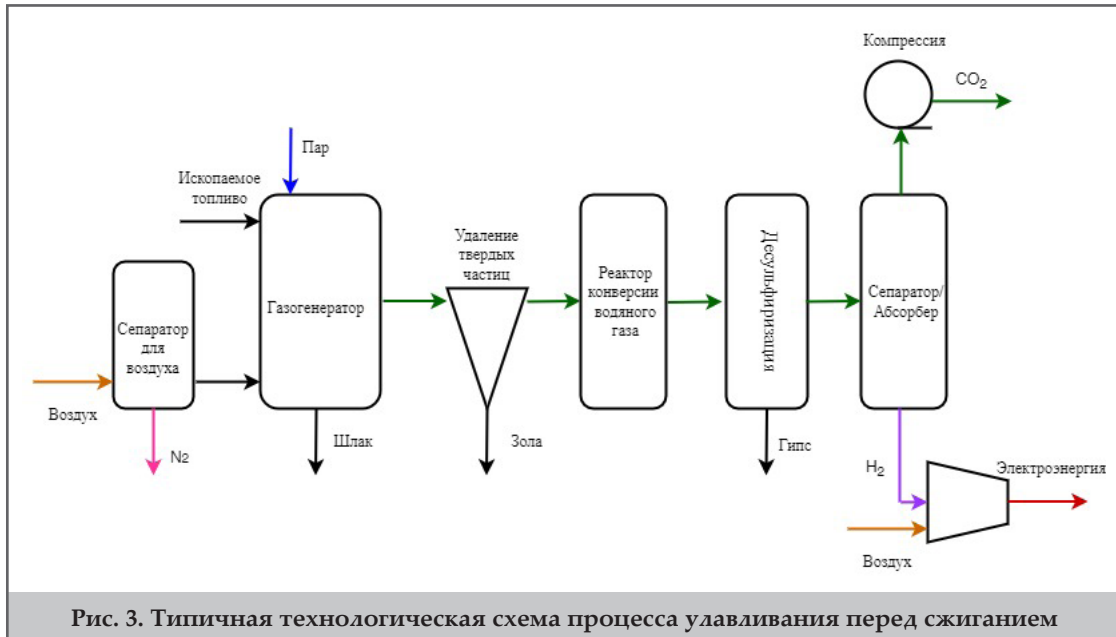 Компрессия
CO2
Пар
Ископаемое
топливо
Удаление
твердых
частиц
Сепаратор
для
воздуха
Газогенератор
Реактор
конверсии
водяного
газа
Десульфиризация
Сепаратор/
Абсорбер
Воздух
N2
Шлак
Зола
Гипс
H2
Электроэнергия
Воздух
Рис. 3. Типичная технологическая схема процесса улавливания перед сжиганием